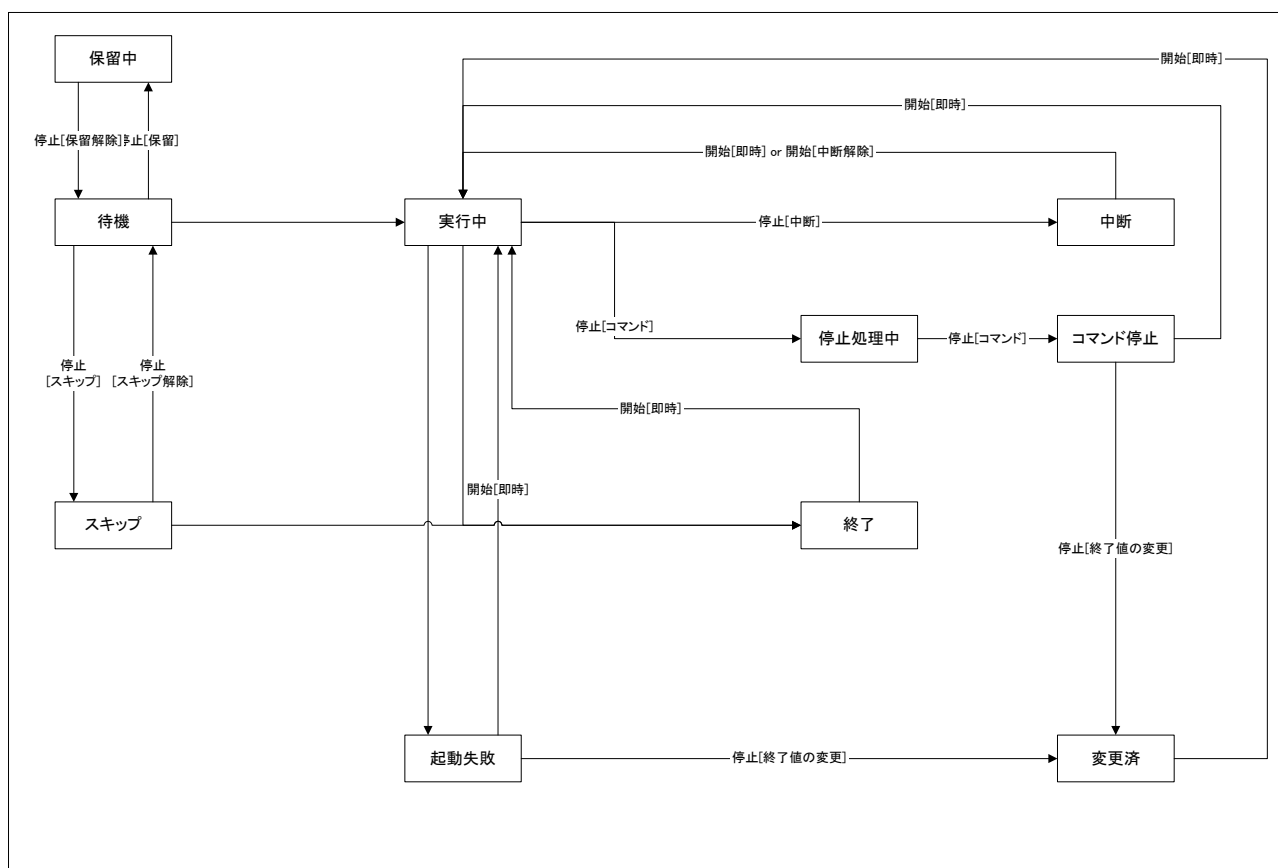 保留中
開始[即時]
開始[即時]
停止[保留解除]
停止[保留]
開始[即時] or 開始[中断解除]
待機
実行中
停止[中断]
中断
停止[コマンド]
停止処理中
停止[コマンド]
コマンド停止
停止
[スキップ]
停止
[スキップ解除]
開始[即時]
開始[即時]
スキップ
終了
停止[終了値の変更]
起動失敗
停止[終了値の変更]
変更済